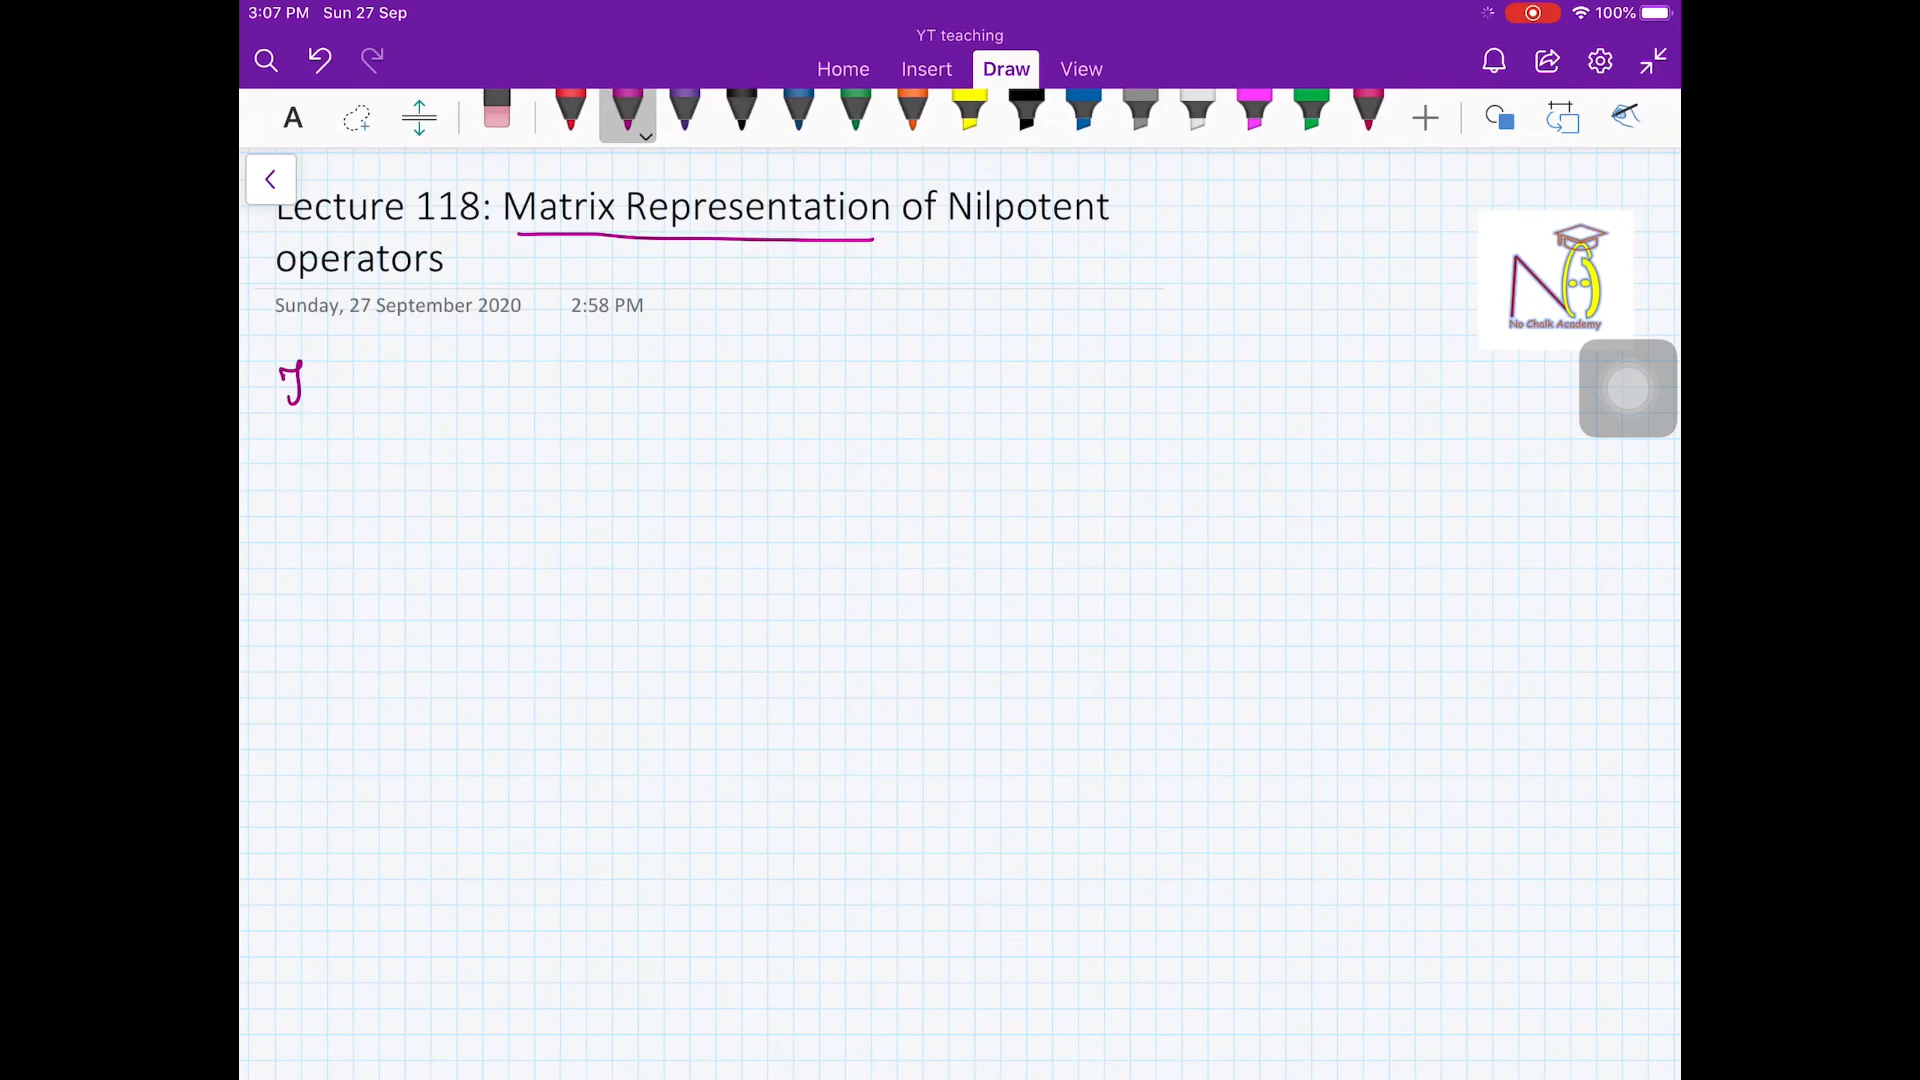 3:07 PM Sun 27 Sep
100%
YT teaching
Home Insert Draw View
A
Lecture 118: Matrix Representation of Nilpotent
operators
Sunday, 27 September 2020 2:58 PM
No Chalk Academy